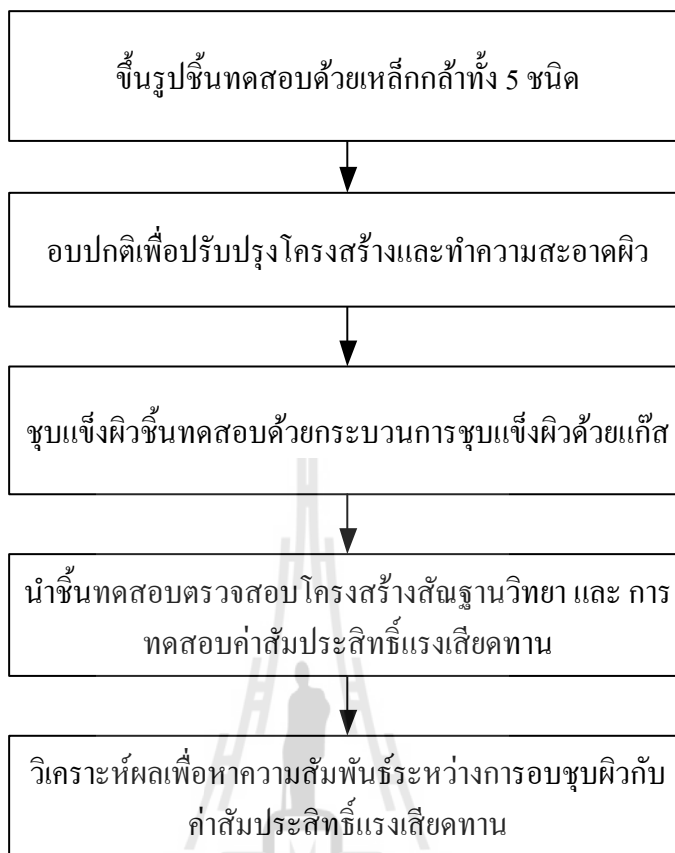 ขึ้นรูปชิ้นทดสอบด้วยเหล็กกล้าทั้ง 5 ชนิด
อบปกติเพื่อปรับปรุงโครงสร้างและทำความสะอาดผิว
ชุบแข็งผิวชิ้นทดสอบด้วยกระบวนการชุบแข็งผิวด้วยแก๊ส
นำชิ้นทดสอบตรวจสอบโครงสร้างสัณฐานวิทยา และ การ
ทดสอบค่าสัมประสิทธิ์แรงเสียดทาน
วิเคราะห์ผลเพื่อหาความสัมพันธ์ระหว่างการอบชุบผิวกับ
ค่าสัมประสิทธิ์แรงเสียดทาน